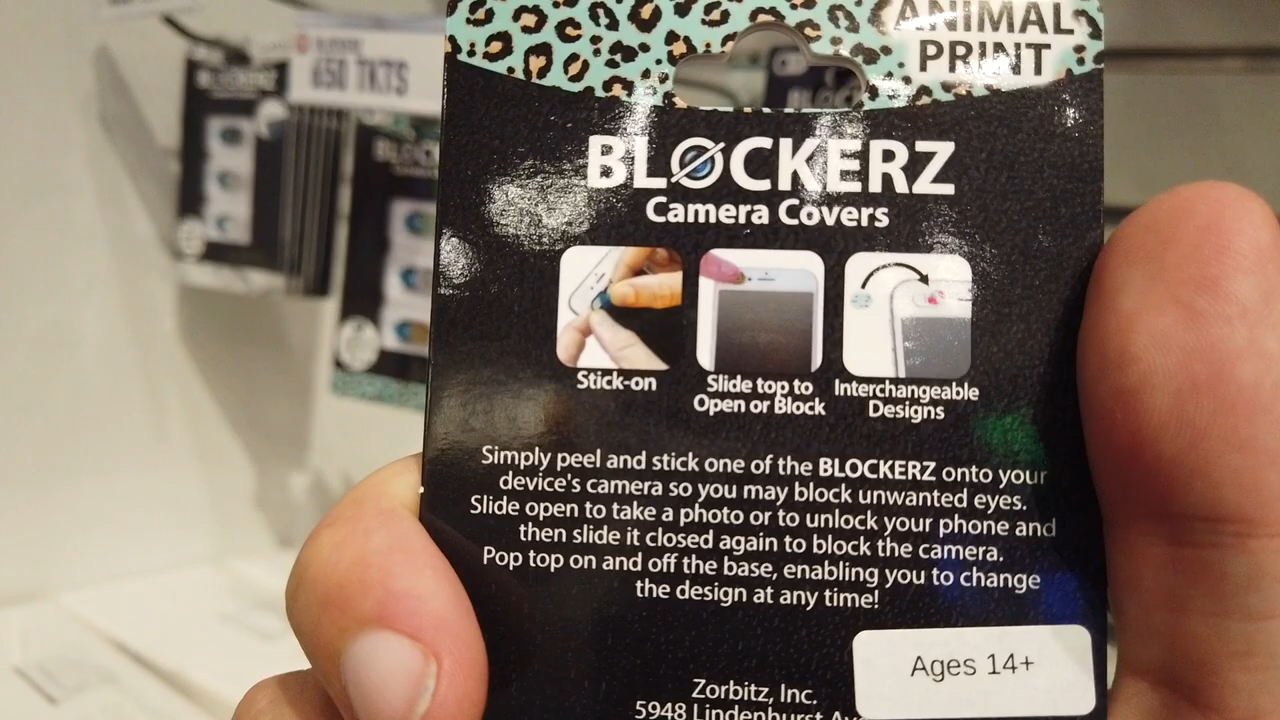 ANIMAL
PRINT
650 TKTS
BLOCKERZ
BLOCKERZ
Camera Covers
Stick-on
Slide top to
Open or Block
Interchangeable
Designs
Simply peel and stick one of the BLOCKERZ onto your
device's camera so you may block unwanted eyes.
Slide open to take a photo or to unlock your phone and
then slide it closed again to block the camera.
Pop top on and off the base, enabling you to change
the design at any time!
Ages 14+
Zorbitz, Inc.
5948 Lindenhurst